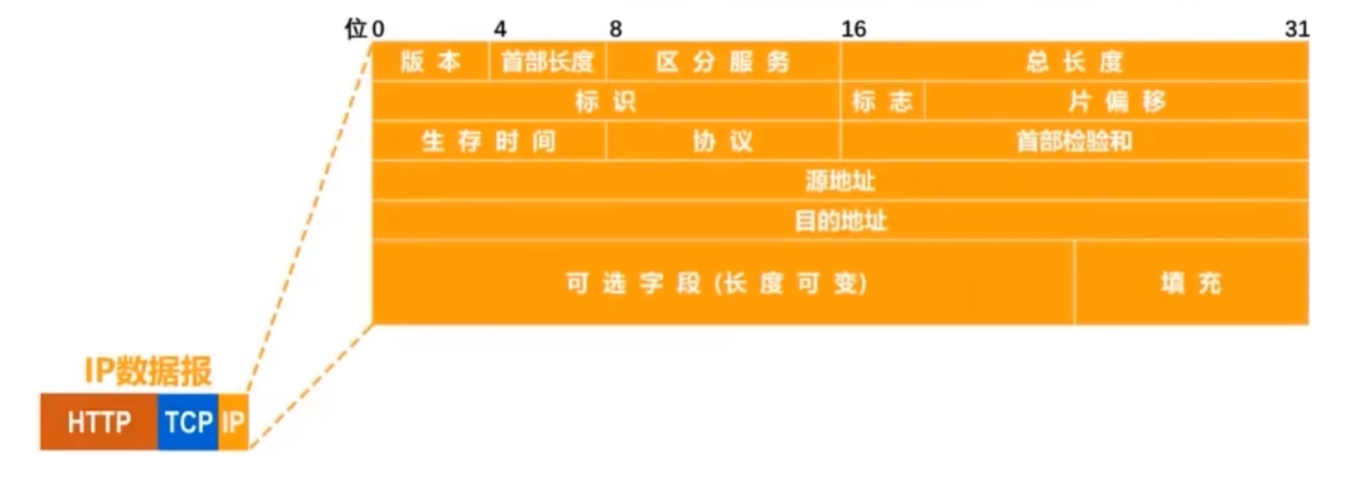 位 0 4 8 16 31
版 本 首部长度 区 分 服 务 总 长 度
标 识 标 志 片 偏 移
生 存 时 间 协 议 首部检验和
源地址
目的地址
可 选 字 段 (长 度 可 变) 填 充
IP数据报
HTTP TCP IP